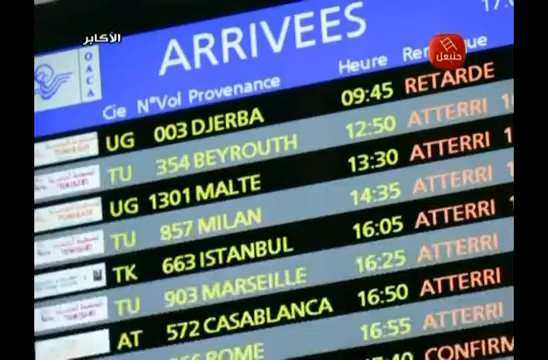 الأكابر
حنبعل
ARRIVEES
OACA
Cie N°Vol Provenance Heure
UG 003 DJERBA 09:45 RETARDE
TU 354 BEYROUTH 12:50 ATTERRI
UG 1301 MALTE 13:30 ATTERRI
TU 857 MILAN 14:35 ATTERRI
TK 663 ISTANBUL 16:05 ATTERRI
TU 903 MARSEILLE 16:25 ATTERRI
AT 572 CASABLANCA 16:50 ATTERRI
ROME 16:55 ATTERRI
CONFIRM